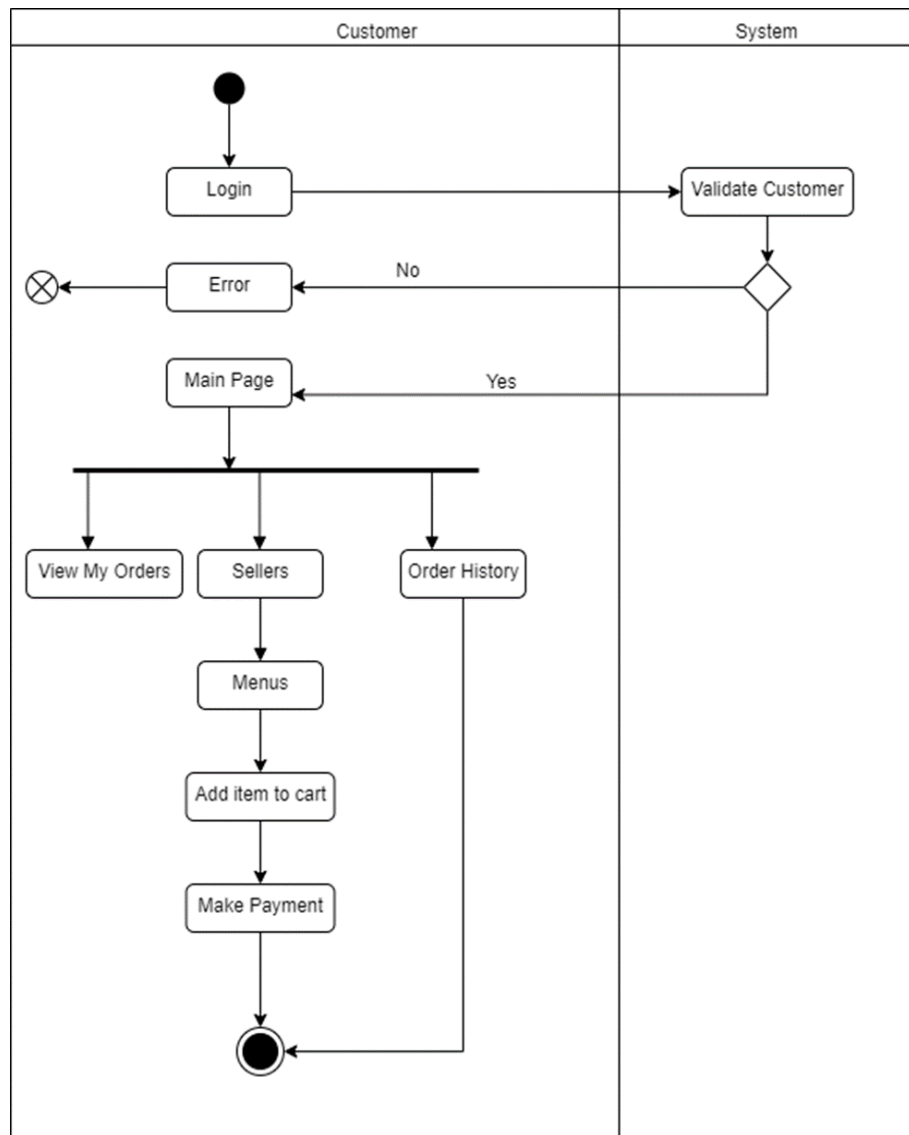 Customer
System
Login
Validate Customer
No
Error
Main Page
Yes
View My Orders
Sellers
Order History
Menus
Add item to cart
Make Payment